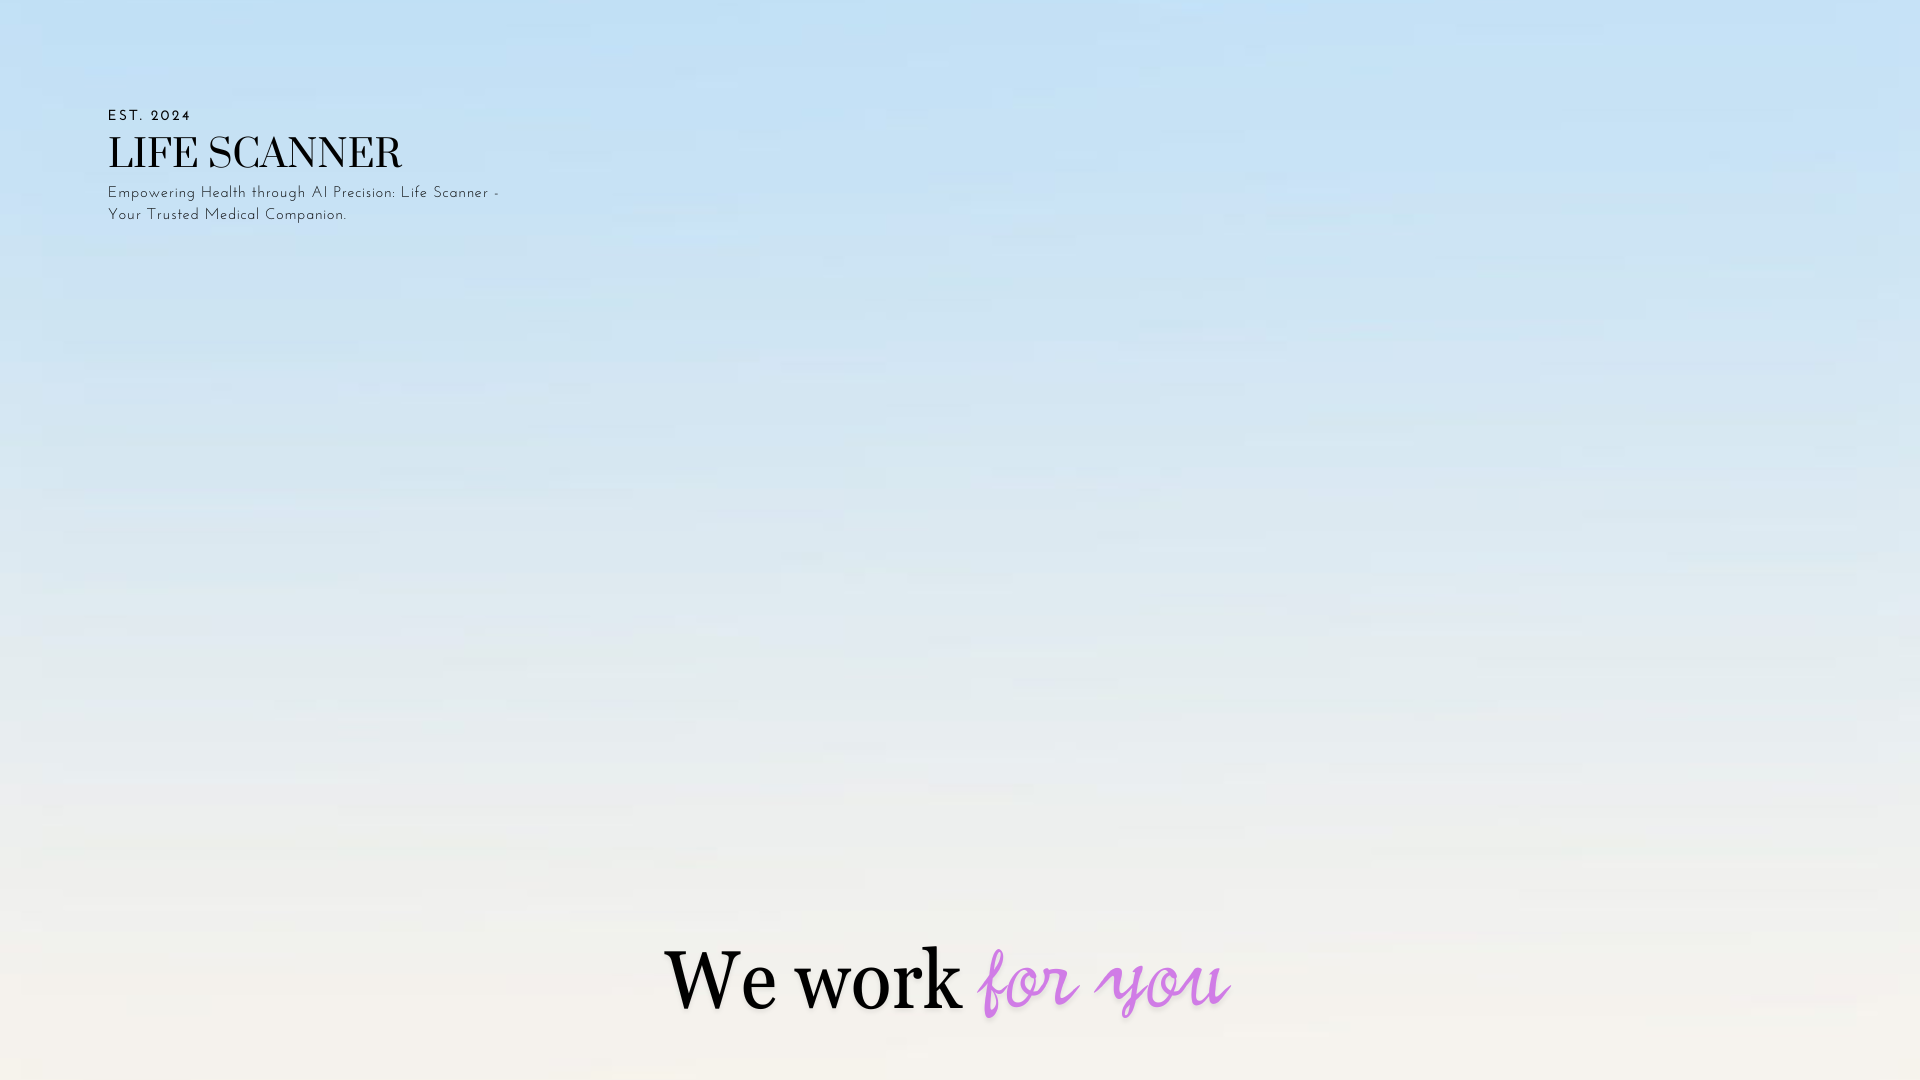 EST. 2024
LIFE SCANNER
Empowering Health through AI Precision: Life Scanner -
Your Trusted Medical Companion.
We work for you